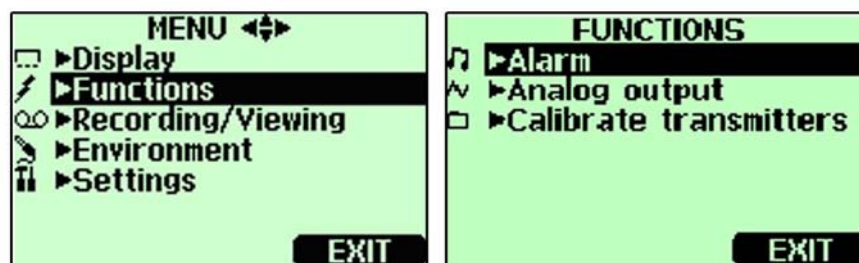 MENU
►Display
►Functions
►Recording/Viewing
►Environment
►Settings
EXIT
FUNCTIONS
►Alarm
►Analog output
►Calibrate transmitters
EXIT